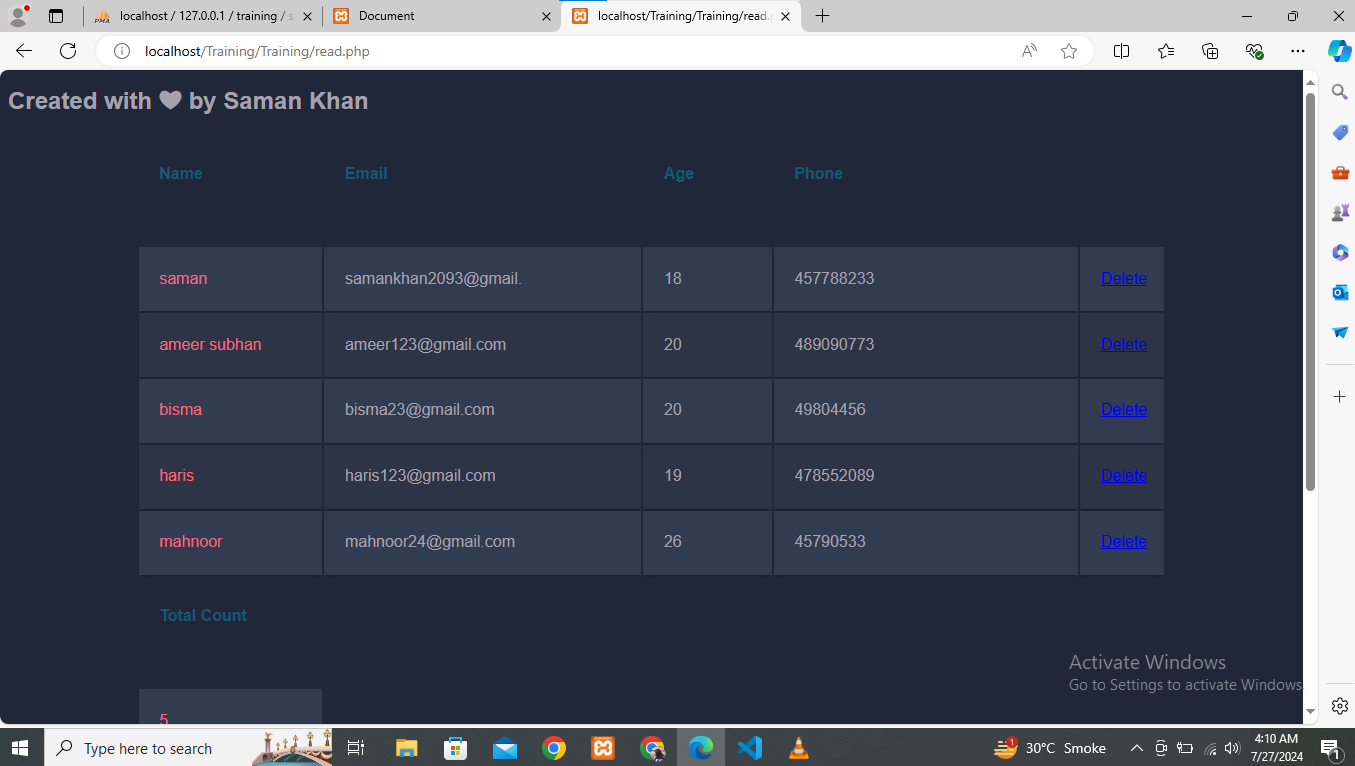 localhost / 127.0.0.1 / training / s
Document
localhost/Training/Training/read.p
localhost/Training/Training/read.php
Created with ♥ by Saman Khan
Name Email Age Phone
saman samankhan2093@gmail. 18 457788233 Delete
ameer subhan ameer123@gmail.com 20 489090773 Delete
bisma bisma23@gmail.com 20 49804456 Delete
haris haris123@gmail.com 19 478552089 Delete
mahnoor mahnoor24@gmail.com 26 45790533 Delete
Total Count
5
Activate Windows
Go to Settings to activate Windows.
Type here to search
1
30°C Smoke
4:10 AM
7/27/2024
1